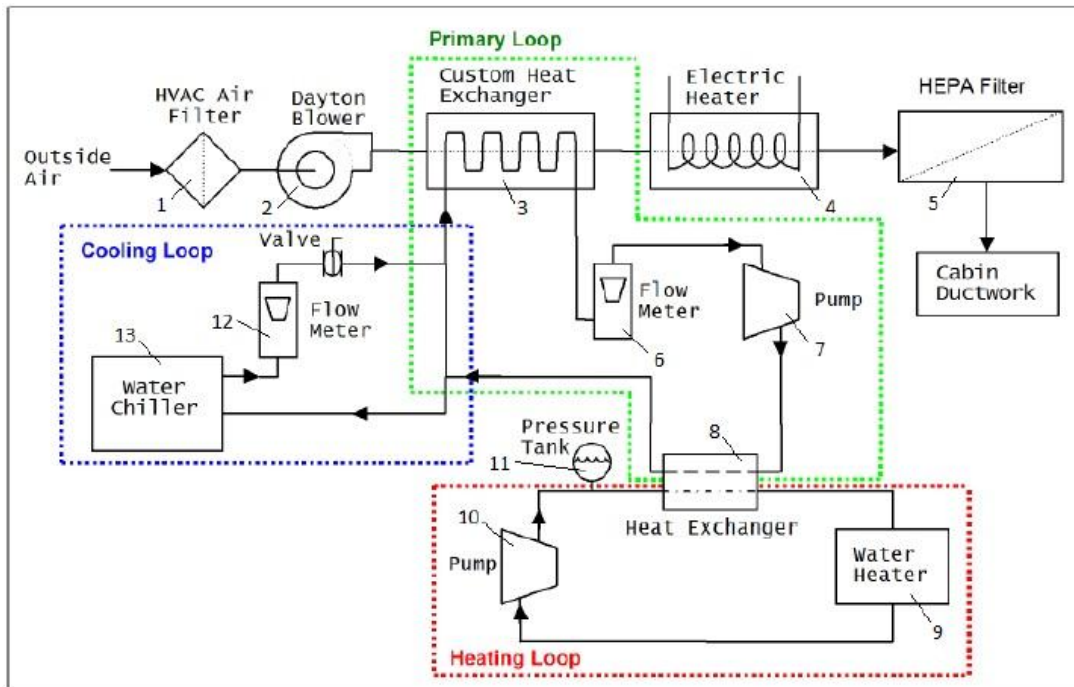 Primary Loop
HVAC Air
Filter
Dayton
Blower
Custom Heat
Exchanger
Electric
Heater
HEPA Filter
Outside
Air
1
2
3
4
5
Cooling Loop
Valve
Flow
Meter
12
13
Water
Chiller
Flow
Meter
6
Pump
7
Cabin
Ductwork
Pressure
Tank
11
8
Heat Exchanger
10
Pump
Water
Heater
9
Heating Loop